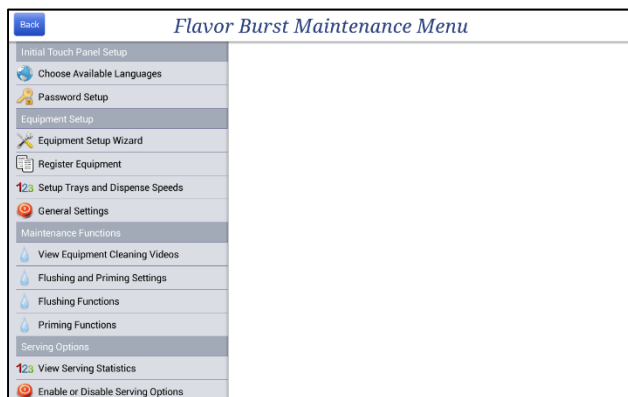 Back
Flavor Burst Maintenance Menu
Initial Touch Panel Setup
Choose Available Languages
Password Setup
Equipment Setup
Equipment Setup Wizard
Register Equipment
123 Setup Trays and Dispense Speeds
General Settings
Maintenance Functions
View Equipment Cleaning Videos
Flushing and Priming Settings
Flushing Functions
Priming Functions
Serving Options
123 View Serving Statistics
Enable or Disable Serving Options